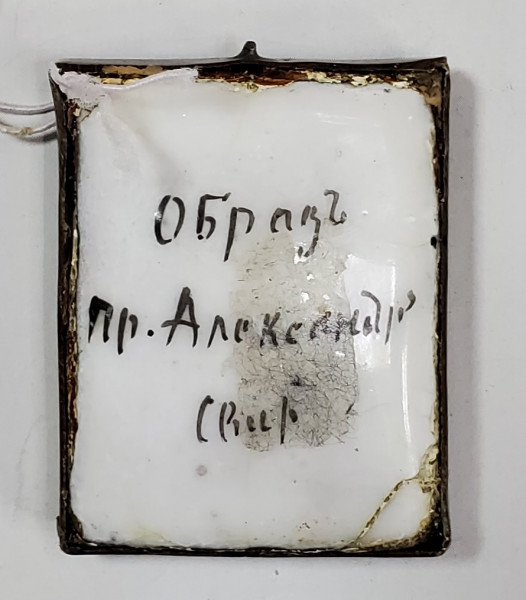 Образъ
пр. Александр
Свир